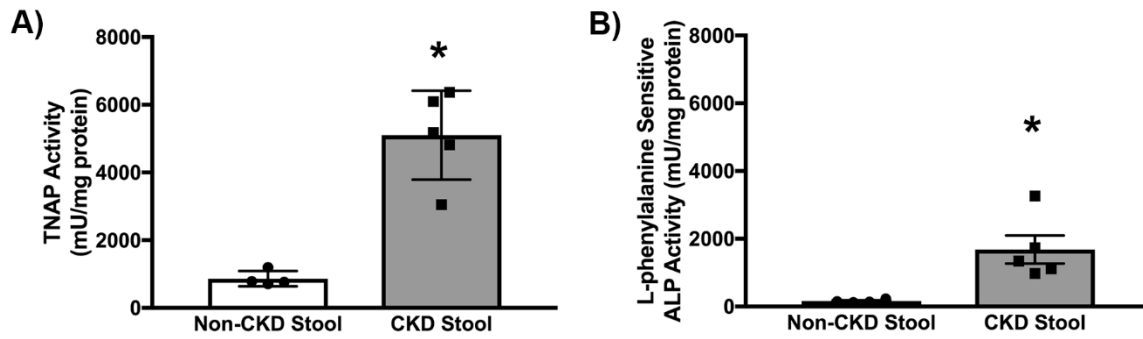 A)
TNAP Activity
(mU/mg protein)
8000
6000
4000
2000
0
*
Non-CKD Stool
CKD Stool
B)
L-phenylalanine Sensitive
ALP Activity (mU/mg protein)
8000
6000
4000
2000
0
*
Non-CKD Stool
CKD Stool